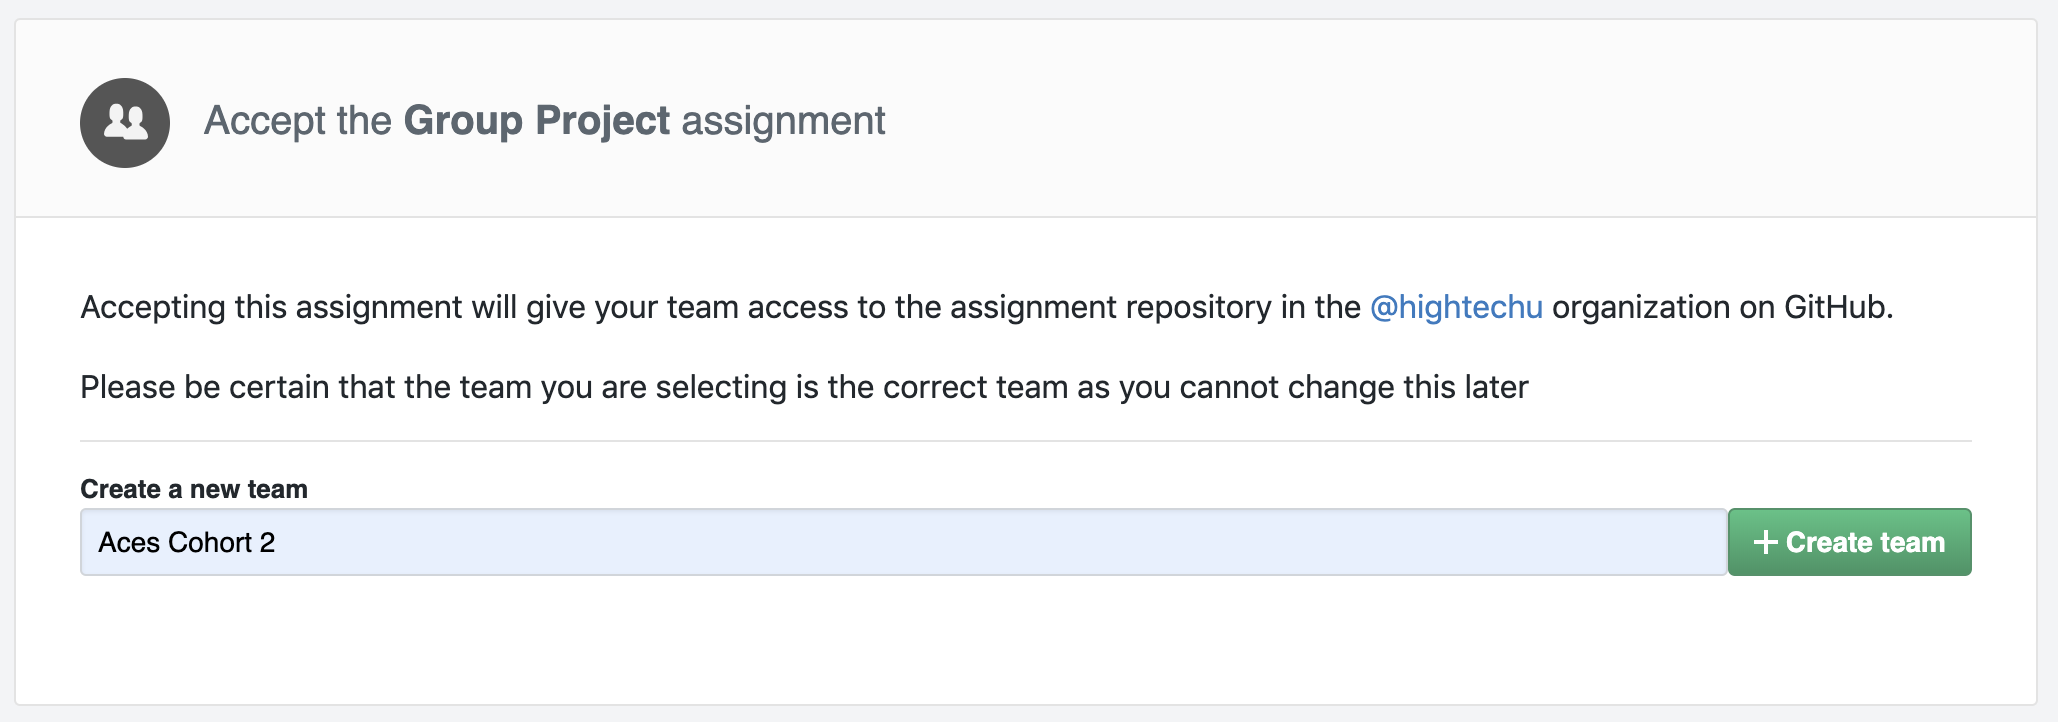 Accept the Group Project assignment
Accepting this assignment will give your team access to the assignment repository in the @hightechu organization on GitHub.
Please be certain that the team you are selecting is the correct team as you cannot change this later
Create a new team
Aces Cohort 2
+ Create team